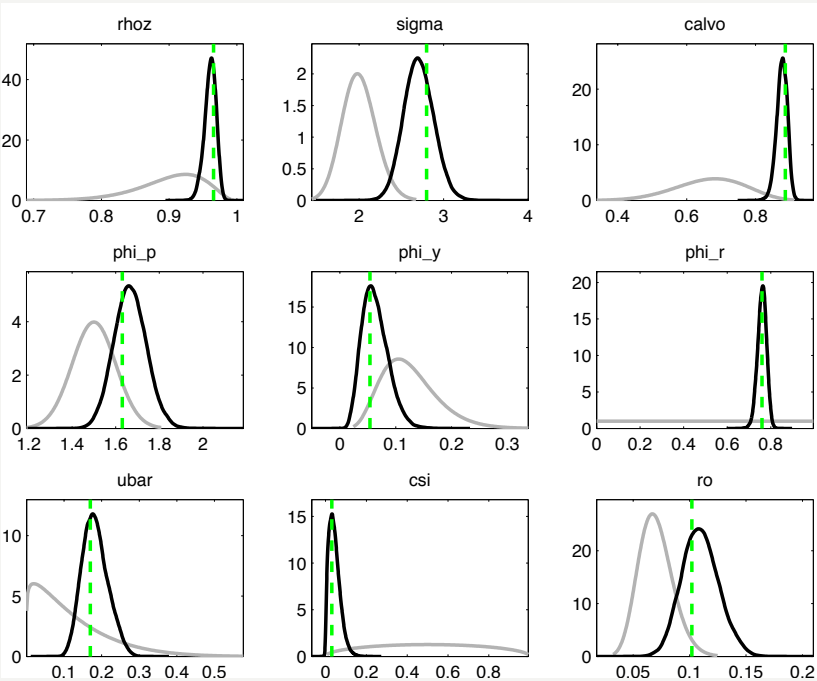 rhoz sigma calvo
40 2 20
20 1.5 10
0 1 0
0.5
0
0.7 0.8 0.9 1 2 3 4 0.4 0.6 0.8
phi_p phi_y phi_r
4 15 20
2 10 15
0 5 10
0 5
0
1.2 1.4 1.6 1.8 2 0 0.1 0.2 0.3 0 0.2 0.4 0.6 0.8
ubar csi ro
10 15 20
5 10 10
0 5 0
0
0.1 0.2 0.3 0.4 0.5 0 0.2 0.4 0.6 0.8 0.05 0.1 0.15 0.2